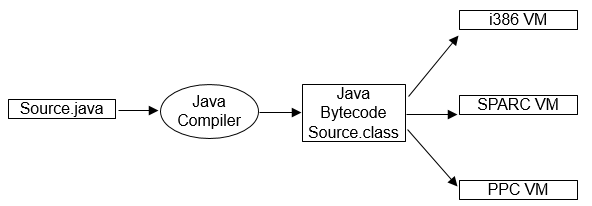 Source.java
Java
Compiler
Java
Bytecode
Source.class
i386 VM
SPARC VM
PPC VM